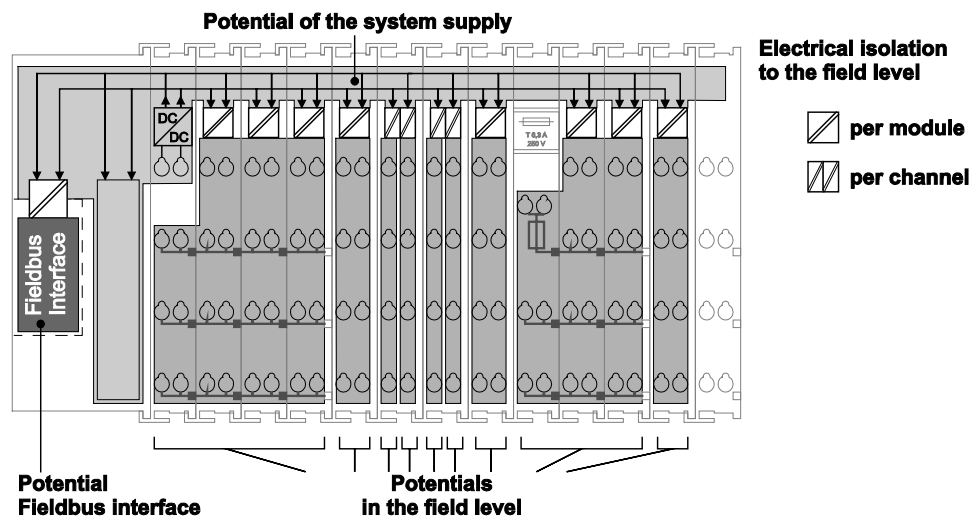 Potential of the system supply
Electrical isolation
to the field level
per module
per channel
DC
DC
T 6,3 A
250 V
Fieldbus
Interface
Potential
Fieldbus interface
Potentials
in the field level